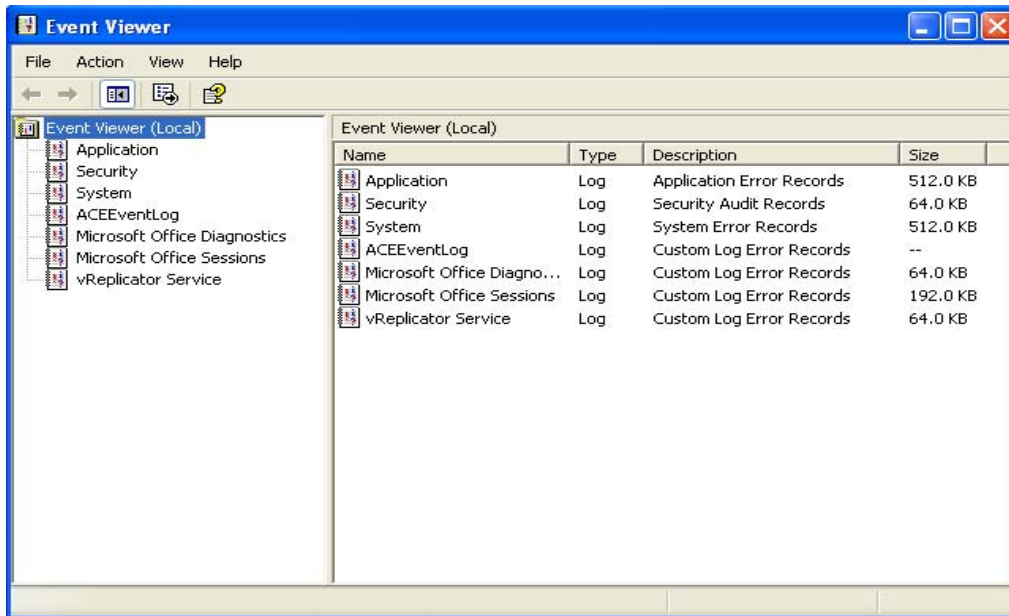 Event Viewer
File Action View Help
Event Viewer (Local)
Application
Security
System
ACEEventLog
Microsoft Office Diagnostics
Microsoft Office Sessions
vReplicator Service
Event Viewer (Local)
Name Type Description Size
Application Log Application Error Records 512.0 KB
Security Log Security Audit Records 64.0 KB
System Log System Error Records 512.0 KB
ACEEventLog Log Custom Log Error Records --
Microsoft Office Diagno... Log Custom Log Error Records 64.0 KB
Microsoft Office Sessions Log Custom Log Error Records 192.0 KB
vReplicator Service Log Custom Log Error Records 64.0 KB